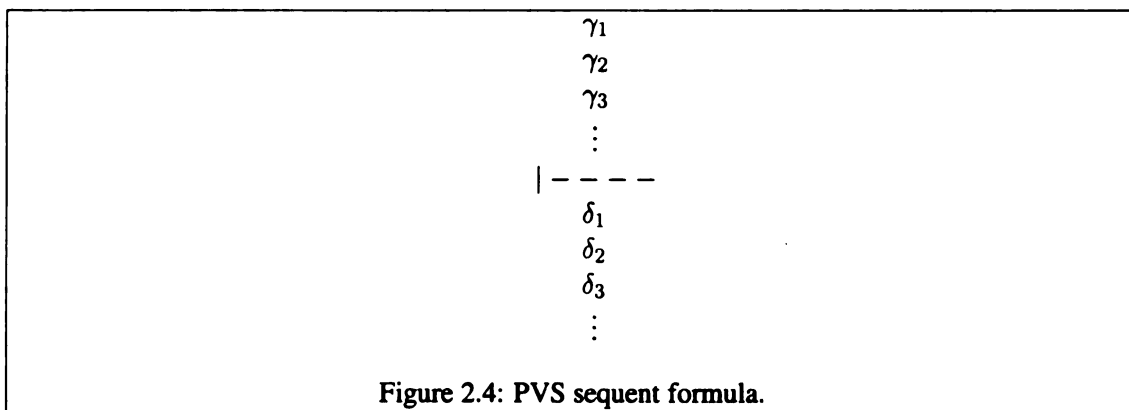 γ₁
γ₂
γ₃
⋮
| − − − −
δ₁
δ₂
δ₃
⋮
Figure 2.4: PVS sequent formula.